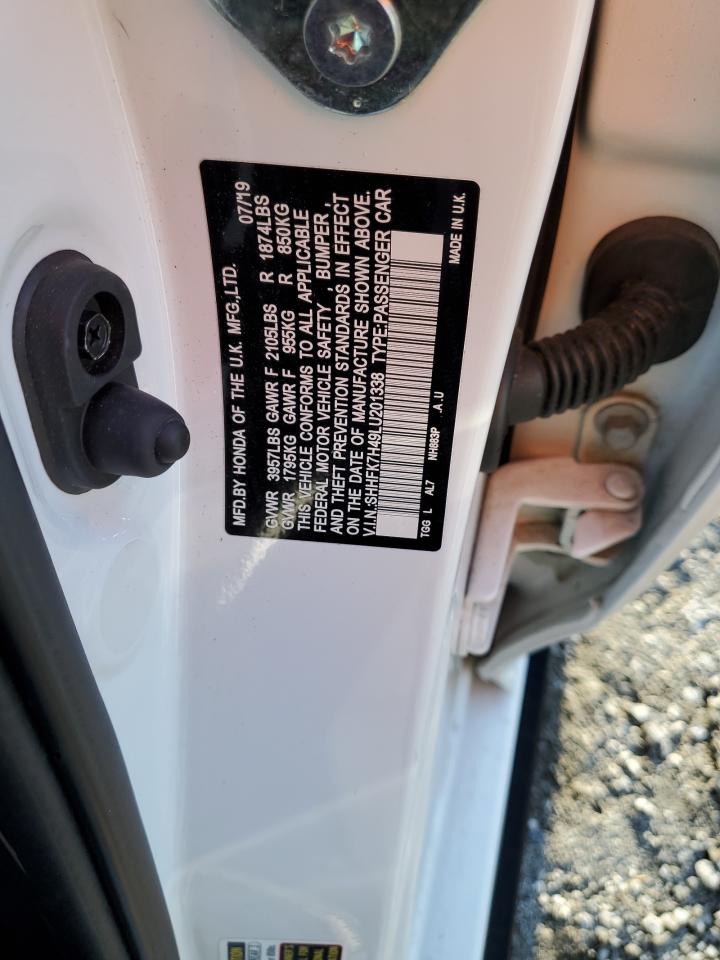 MFD.BY HONDA OF THE U.K. MFG.,LTD. 07/19
GVWR 3957LBS GAWR F 2105LBS R 1874LBS
GVWR 1795KG GAWR F 955KG R 850KG
THIS VEHICLE CONFORMS TO ALL APPLICABLE
FEDERAL MOTOR VEHICLE SAFETY , BUMPER ,
AND THEFT PREVENTION STANDARDS IN EFFECT
ON THE DATE OF MANUFACTURE SHOWN ABOVE.
V.I.N.SHHFK7H49LU201338 TYPE:PASSENGER CAR
TGG L AL7 NH883P .A.U MADE IN U.K.